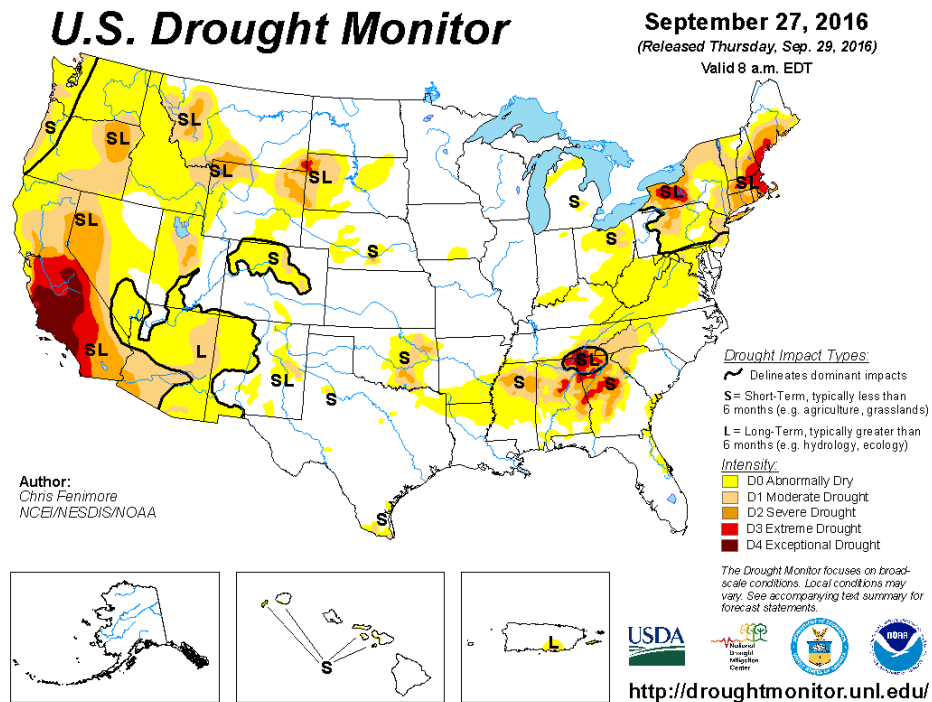 U.S. Drought Monitor
September 27, 2016
(Released Thursday, Sep. 29, 2016)
Valid 8 a.m. EDT
S
SL
SL
SL
SL
SL
S
S
SL
SL
S
S
L
SL
SL
S
S
S
SL
S
S
Drought Impact Types:
Delineates dominant impacts
S = Short-Term, typically less than
6 months (e.g. agriculture, grasslands)
L = Long-Term, typically greater than
6 months (e.g. hydrology, ecology)
Intensity:
D0 Abnormally Dry
D1 Moderate Drought
D2 Severe Drought
D3 Extreme Drought
D4 Exceptional Drought
Author:
Chris Fenimore
NCEI/NESDIS/NOAA
The Drought Monitor focuses on broad-
scale conditions. Local conditions may
vary. See accompanying text summary for
forecast statements.
S
L
USDA
National
Drought
Mitigation
Center
NOAA
http://droughtmonitor.unl.edu/